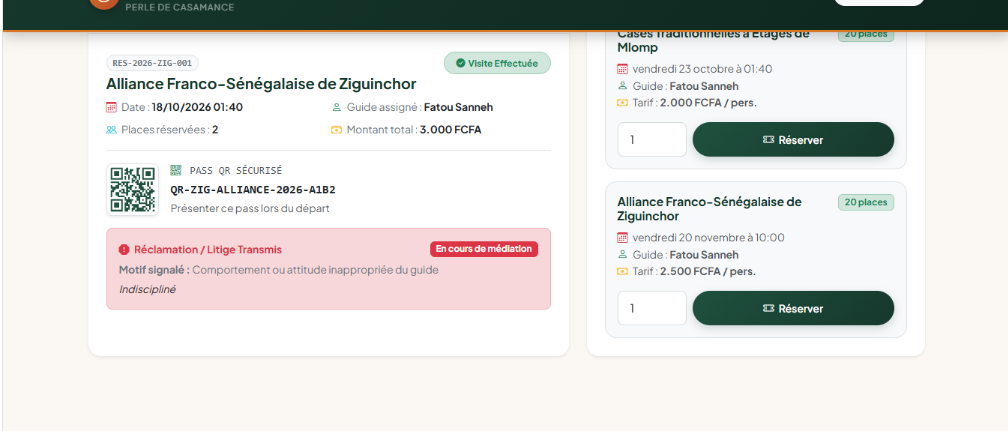 PERLE DE CASAMANCE
RES-2026-ZIG-001
Visite Effectuée
Alliance Franco-Sénégalaise de Ziguinchor
Date : 18/10/2026 01:40
Guide assigné : Fatou Sanneh
Places réservées : 2
Montant total : 3.000 FCFA
PASS QR SÉCURISÉ
QR-ZIG-ALLIANCE-2026-A1B2
Présenter ce pass lors du départ
Réclamation / Litige Transmis
En cours de médiation
Motif signalé : Comportement ou attitude inappropriée du guide
Indiscipliné
Cases Traditionnelles à Étages de
Mlomp
20 places
vendredi 23 octobre à 01:40
Guide : Fatou Sanneh
Tarif : 2.000 FCFA / pers.
1
Réserver
Alliance Franco-Sénégalaise de
Ziguinchor
20 places
vendredi 20 novembre à 10:00
Guide : Fatou Sanneh
Tarif : 2.500 FCFA / pers.
1
Réserver